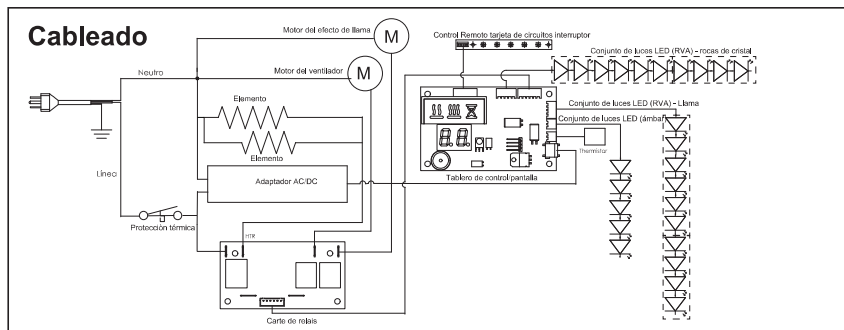 Cableado
Motor del efecto de llama
M
Control Remoto tarjeta de circuitos interruptor
Conjunto de luces LED (RVA) - rocas de cristal
Neutro
Motor del ventilador
M
Elemento
Elemento
Conjunto de luces LED (RVA) - Llama
Conjunto de luces LED (ámbar)
Thermistor
Línea
Adaptador AC/DC
Tablero de control/pantalla
Protección térmica
HTR
Carte de relais